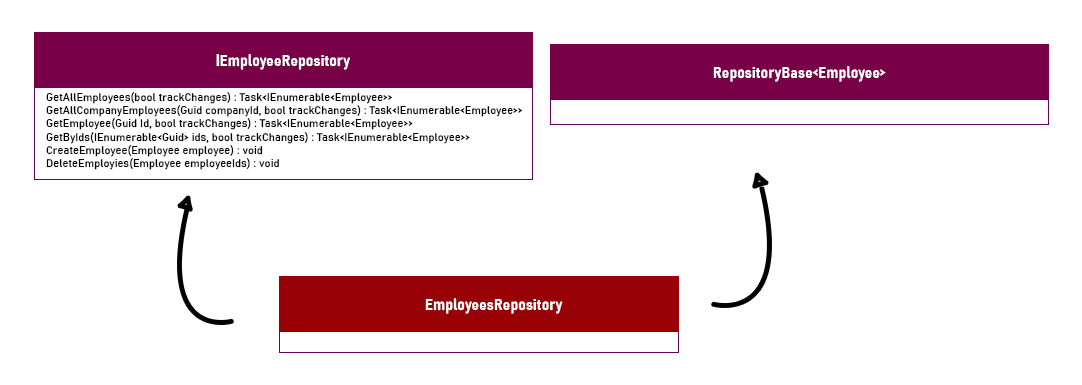 IEmployeeRepository
GetAllEmployees(bool trackChanges) : Task<IEnumerable<Employee>>
GetAllCompanyEmployees(Guid companyId, bool trackChanges) : Task<IEnumerable<Employee>>
GetEmployee(Guid Id, bool trackChanges) : Task<IEnumerable<Employee>>
GetByIds(IEnumerable<Guid> ids, bool trackChanges) : Task<IEnumerable<Employee>>
CreateEmployee(Employee employee) : void
DeleteEmployies(Employee employeeIds) : void
RepositoryBase<Employee>
EmployeesRepository